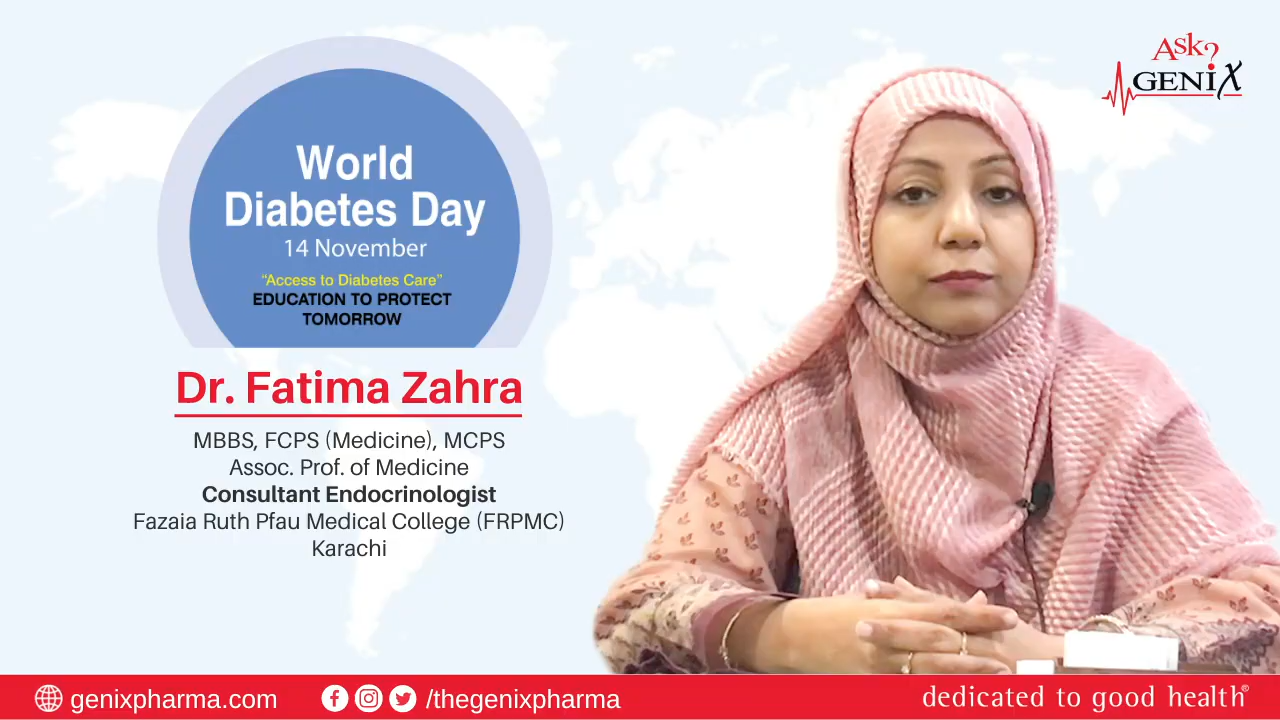 World
Diabetes Day
14 November
“Access to Diabetes Care”
EDUCATION TO PROTECT
TOMORROW
Dr. Fatima Zahra
MBBS, FCPS (Medicine), MCPS
Assoc. Prof. of Medicine
Consultant Endocrinologist
Fazaia Ruth Pfau Medical College (FRPMC)
Karachi
Ask?
GENIX
genixpharma.com
/thegenixpharma
dedicated to good health®